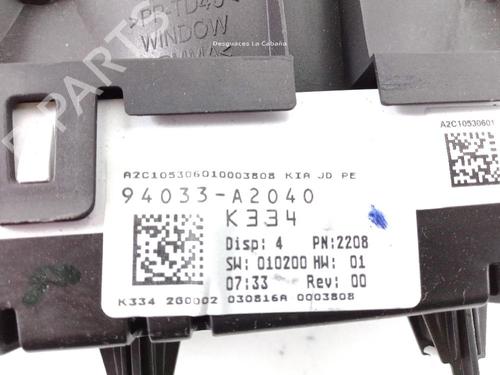 >PP-TD40<
WINDOW
Desguaces La Cabaña
A2C10530601
A2C105306010003808 KIA JD PE
94033-A2040
K334
Disp: 4 PN:2208
SW: 010200 HW: 01
07:33 Rev: 00
K334 2G0002 030816A 0003808